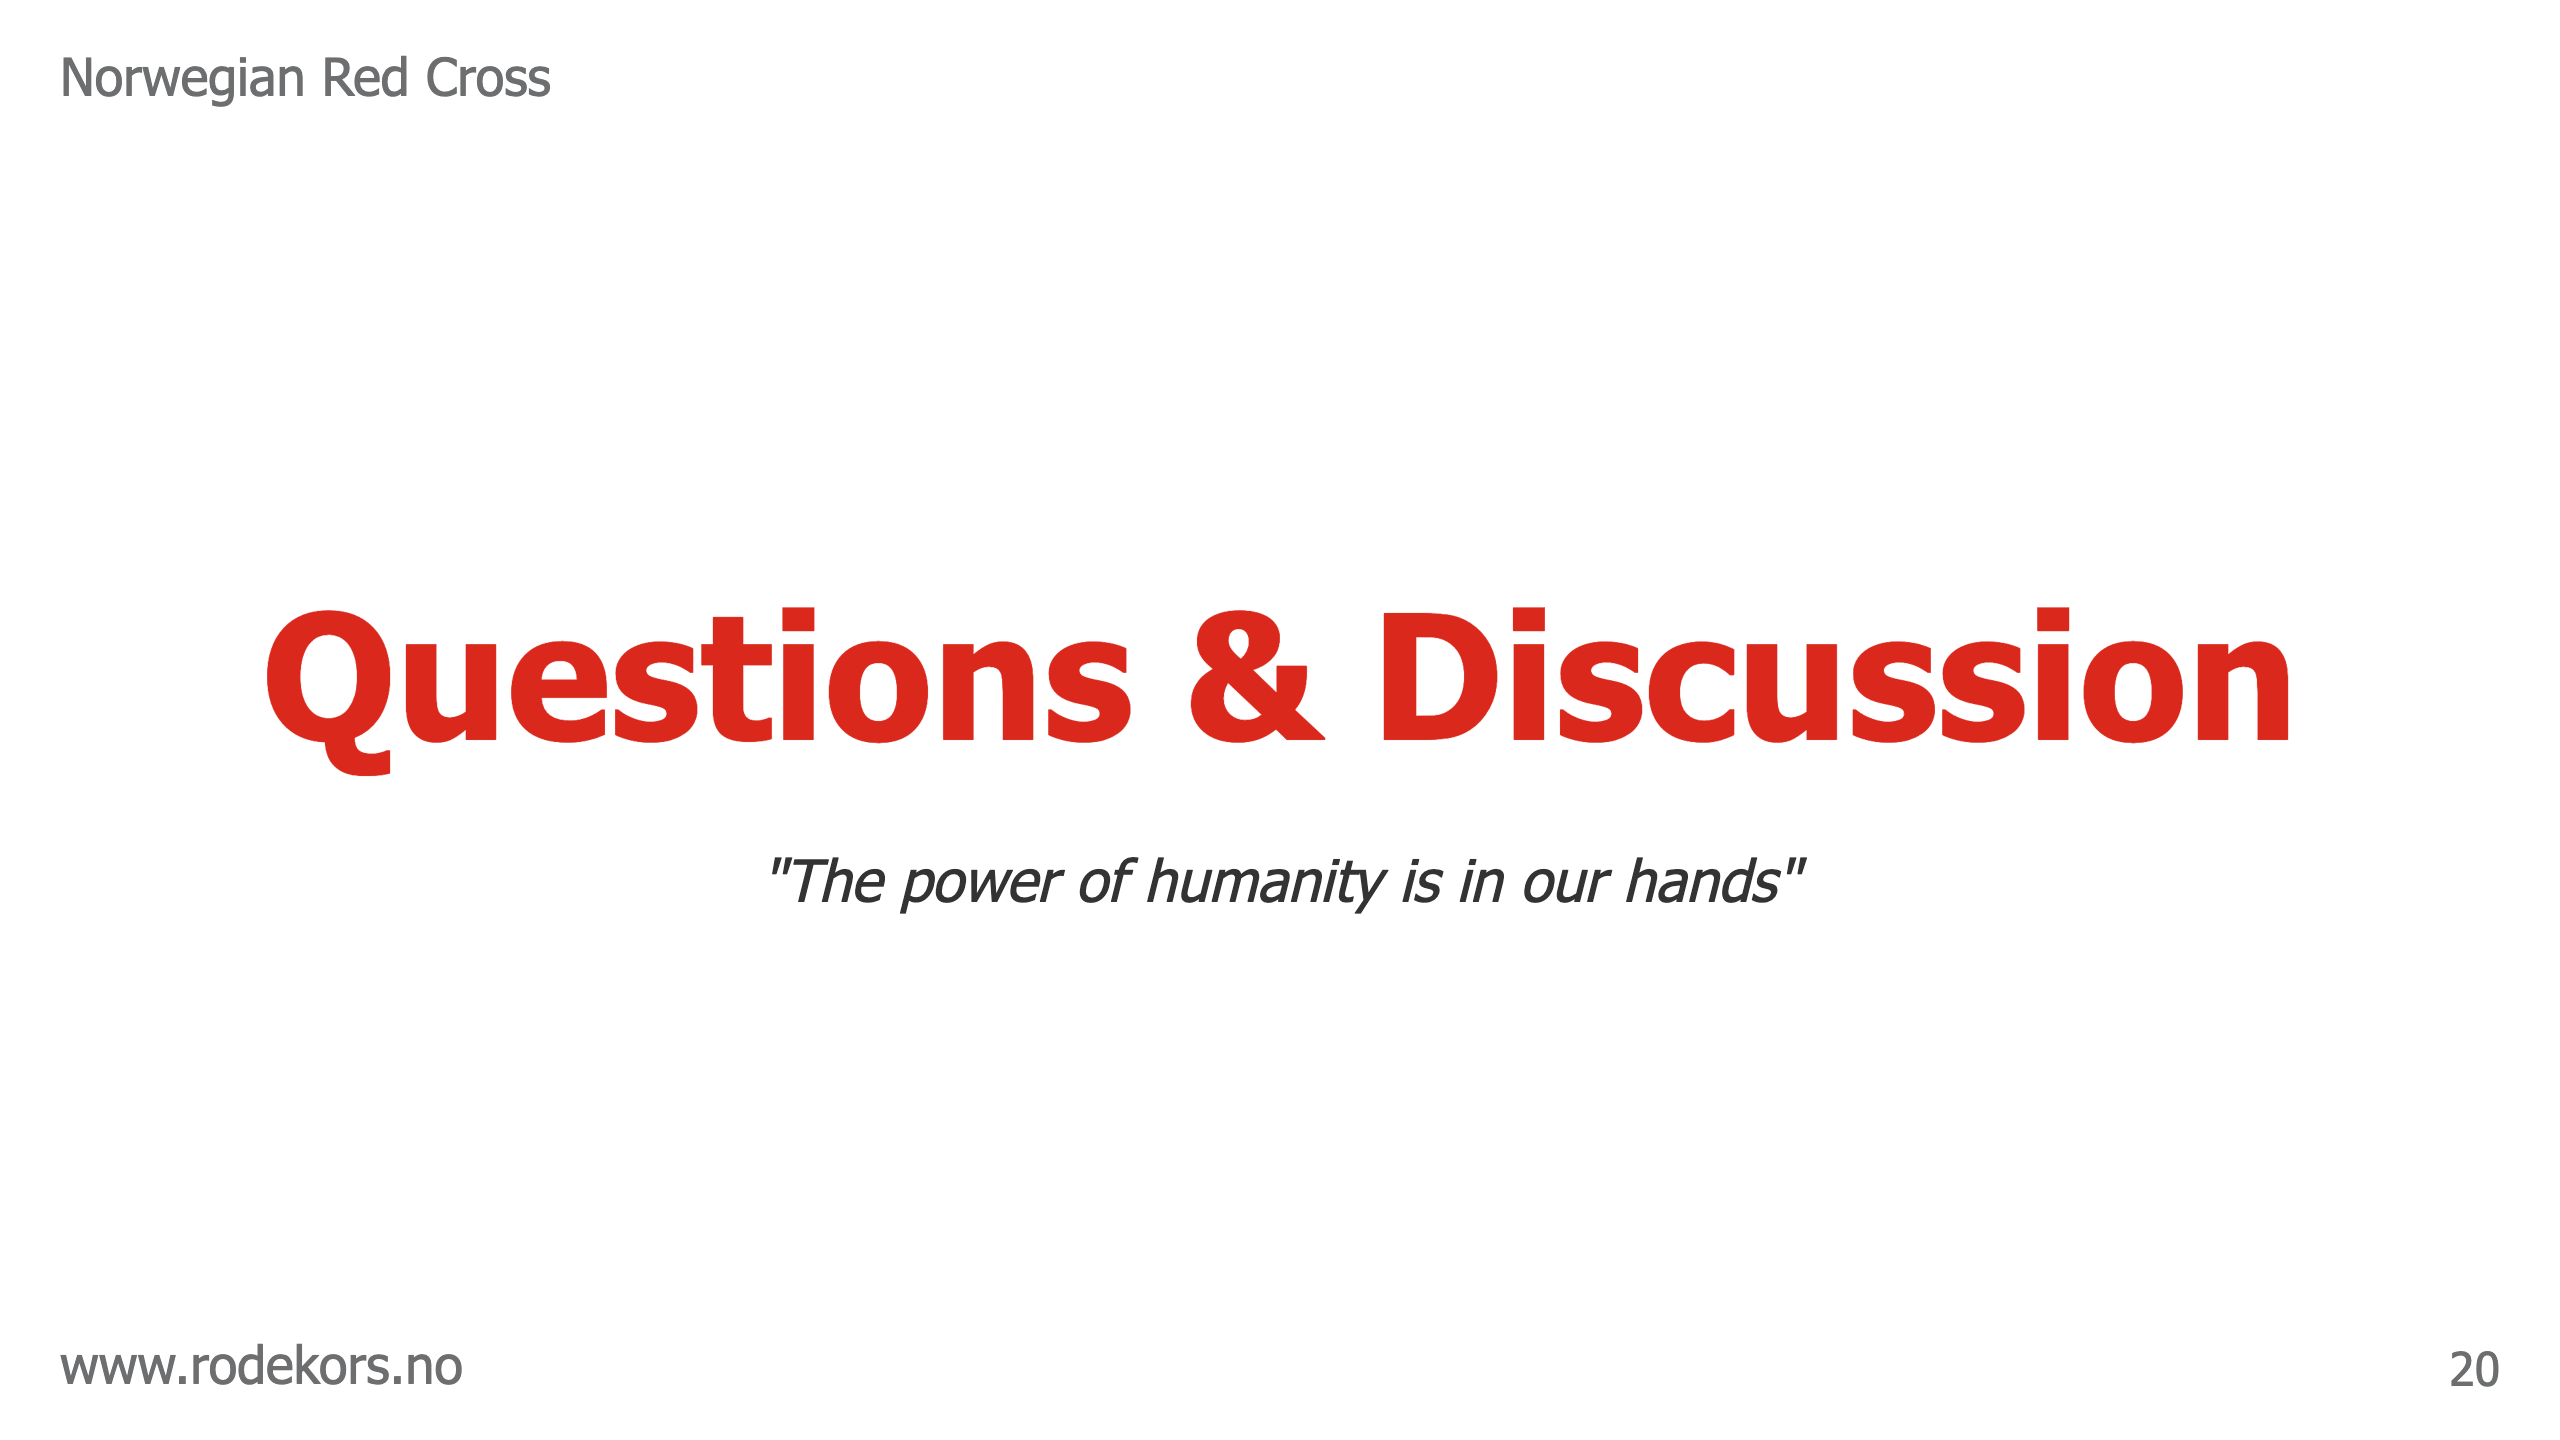 Norwegian Red Cross
Questions & Discussion
"The power of humanity is in our hands"
www.rodekors.no
20